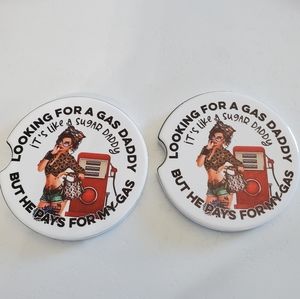 LOOKING FOR A GAS DADDY
IT'S LIKE A SUGAR DADDY
BUT HE PAYS FOR MY GAS
LOOKING FOR A GAS DADDY
IT'S LIKE A SUGAR DADDY
BUT HE PAYS FOR MY GAS